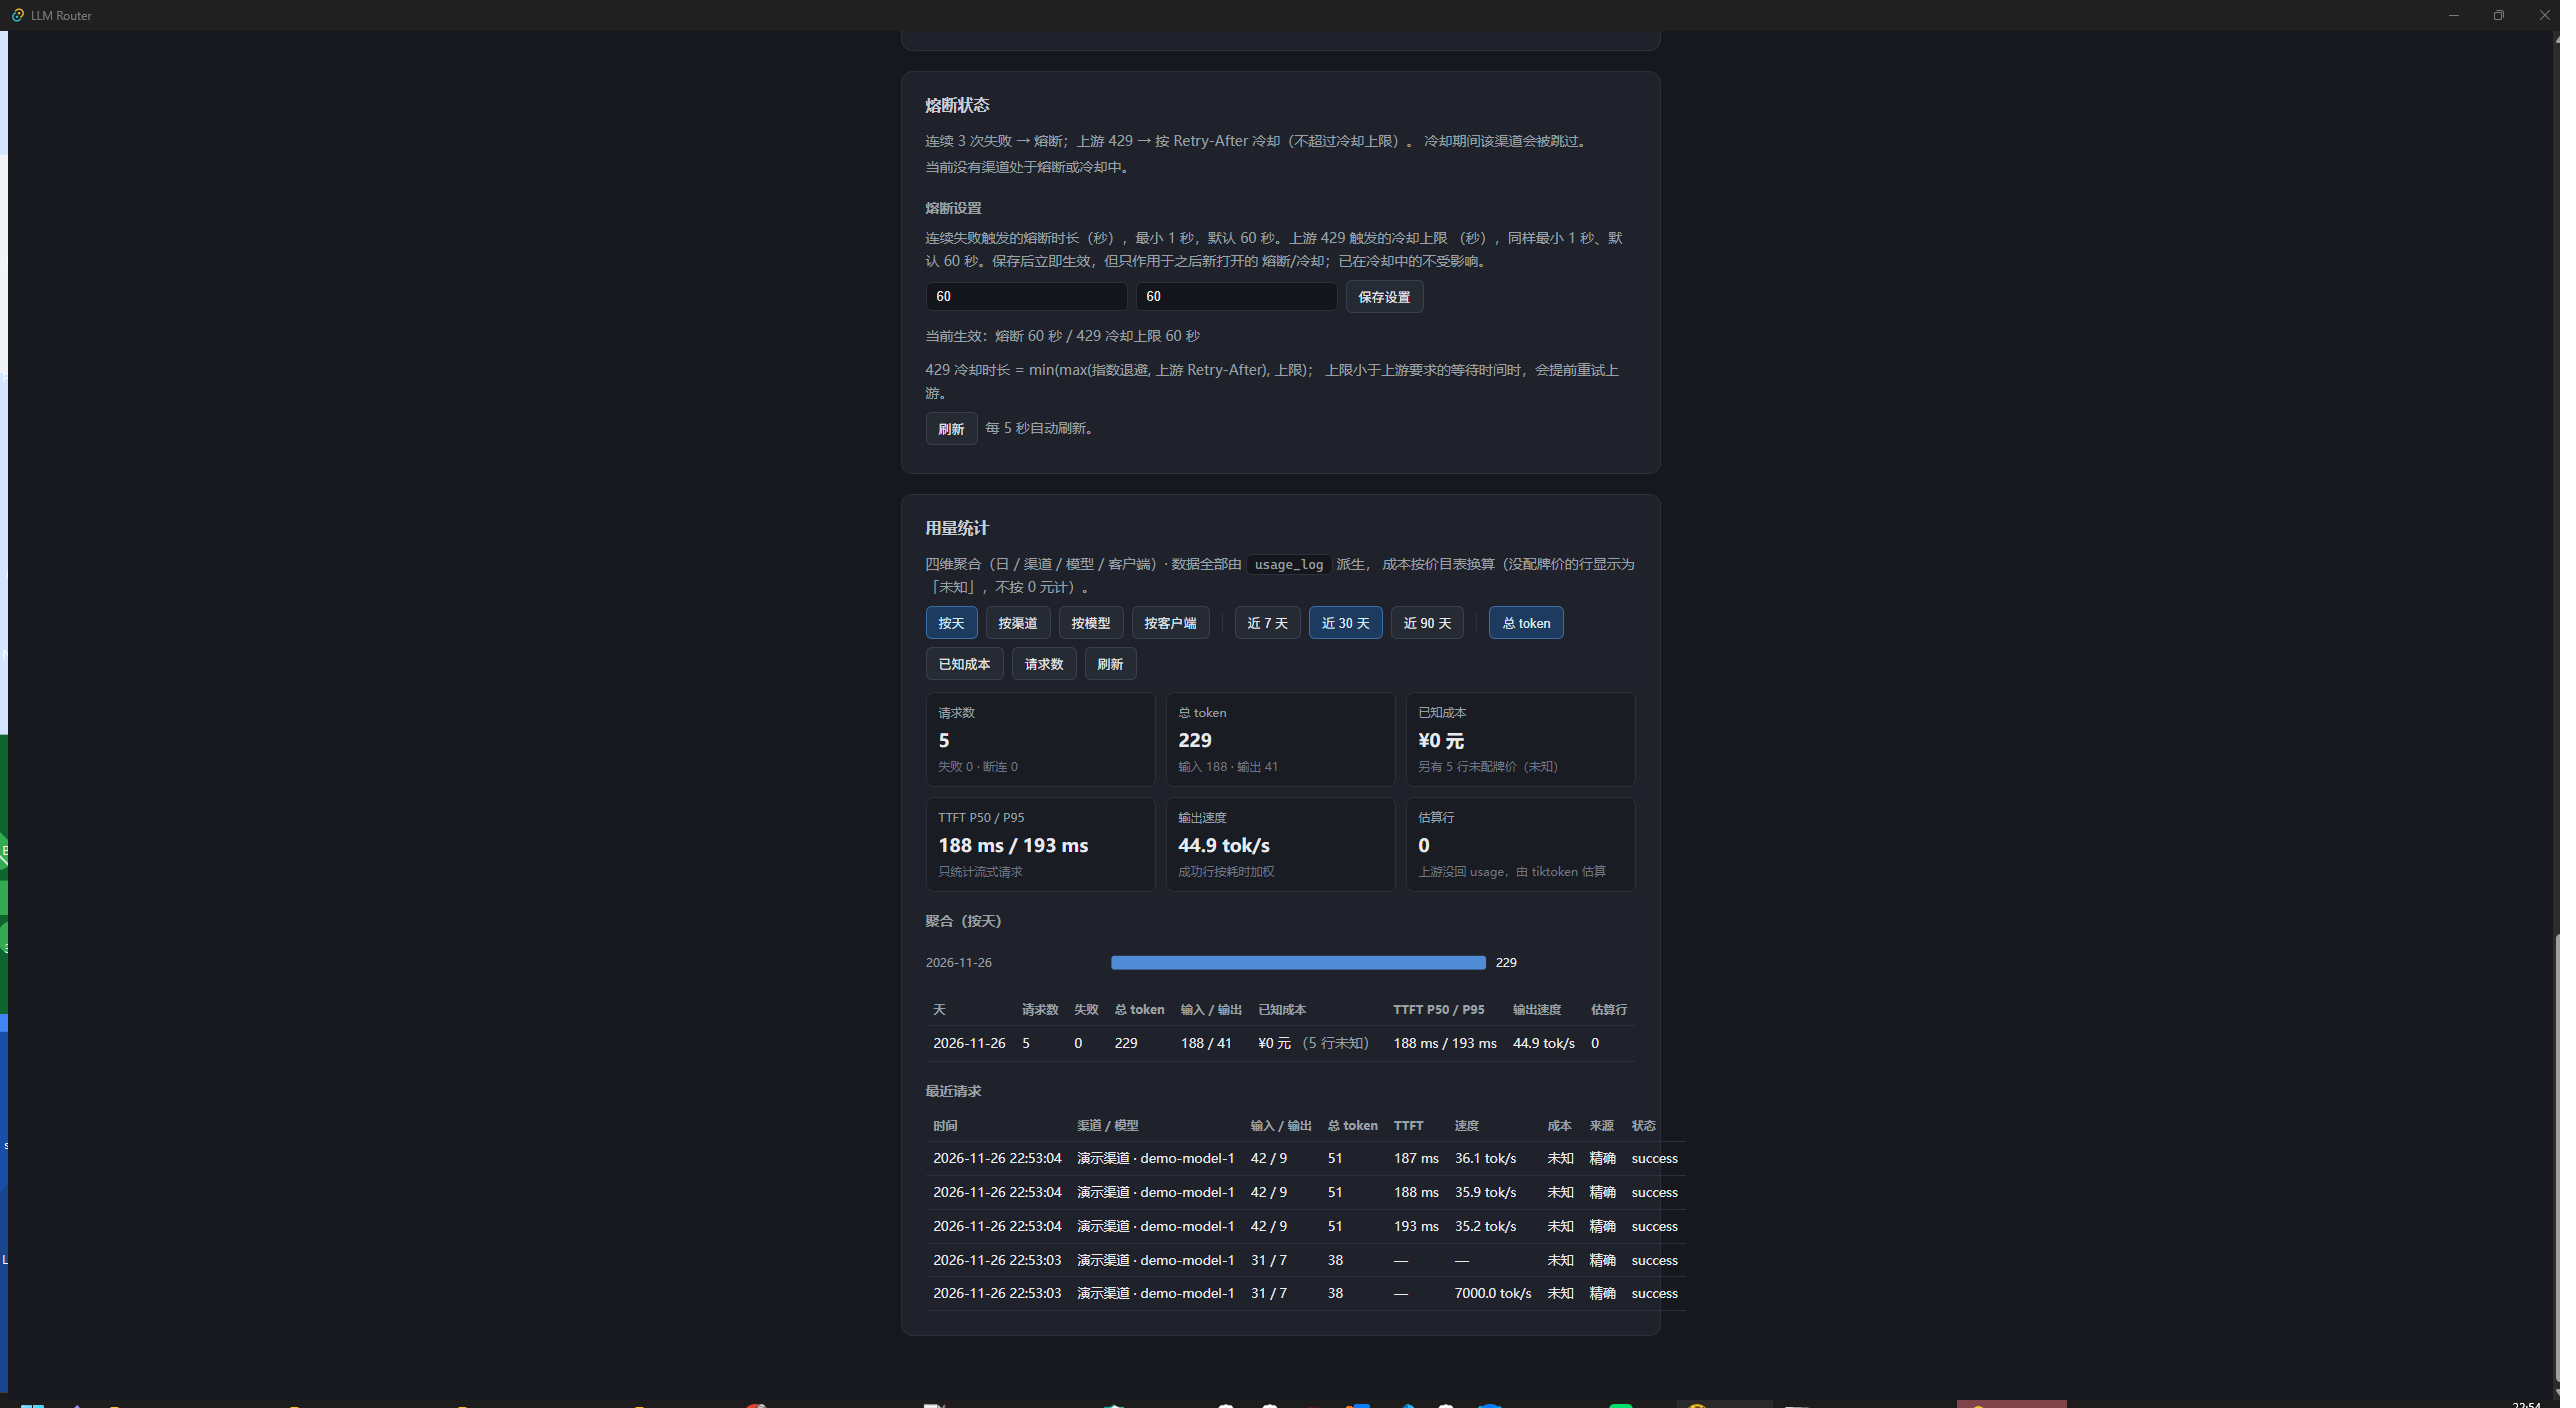 LLM Router
熔断状态
连续 3 次失败 → 熔断；上游 429 → 按 Retry-After 冷却（不超过冷却上限）。 冷却期间该渠道会被跳过。
当前没有渠道处于熔断或冷却中。
熔断设置
连续失败触发的熔断时长（秒），最小 1 秒，默认 60 秒。上游 429 触发的冷却上限 （秒），同样最小 1 秒、默
认 60 秒。保存后立即生效，但只作用于之后新打开的 熔断/冷却；已在冷却中的不受影响。
60 60 保存设置
当前生效：熔断 60 秒 / 429 冷却上限 60 秒
429 冷却时长 = min(max(指数退避, 上游 Retry-After), 上限)； 上限小于上游要求的等待时间时，会提前重试上
游。
刷新 每 5 秒自动刷新。
用量统计
四维聚合（日 / 渠道 / 模型 / 客户端）· 数据全部由 usage_log 派生， 成本按价目表换算（没配牌价的行显示为
「未知」，不按 0 元计）。
按天 按渠道 按模型 按客户端 近 7 天 近 30 天 近 90 天 总 token
已知成本 请求数 刷新
请求数 总 token 已知成本
5 229 ¥0 元
失败 0 · 断连 0 输入 188 · 输出 41 另有 5 行未配牌价（未知）
TTFT P50 / P95 输出速度 估算行
188 ms / 193 ms 44.9 tok/s 0
只统计流式请求 成功行按耗时加权 上游没回 usage，由 tiktoken 估算
聚合（按天）
2026-11-26 229
天 请求数 失败 总 token 输入 / 输出 已知成本 TTFT P50 / P95 输出速度 估算行
2026-11-26 5 0 229 188 / 41 ¥0 元 （5 行未知） 188 ms / 193 ms 44.9 tok/s 0
最近请求
时间 渠道 / 模型 输入 / 输出 总 token TTFT 速度 成本 来源 状态
2026-11-26 22:53:04 演示渠道 · demo-model-1 42 / 9 51 187 ms 36.1 tok/s 未知 精确 success
2026-11-26 22:53:04 演示渠道 · demo-model-1 42 / 9 51 188 ms 35.9 tok/s 未知 精确 success
2026-11-26 22:53:04 演示渠道 · demo-model-1 42 / 9 51 193 ms 35.2 tok/s 未知 精确 success
2026-11-26 22:53:03 演示渠道 · demo-model-1 31 / 7 38 — — 未知 精确 success
2026-11-26 22:53:03 演示渠道 · demo-model-1 31 / 7 38 — 7000.0 tok/s 未知 精确 success
22:54